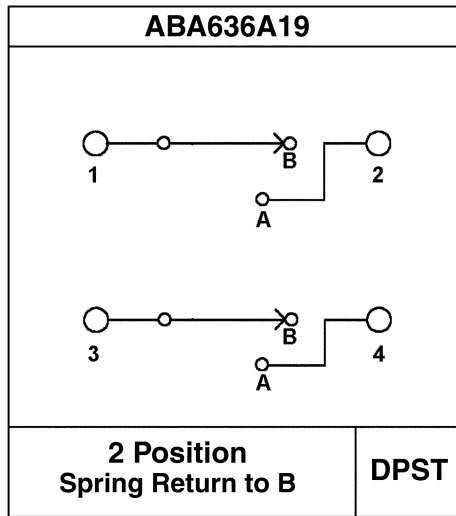 ABA636A19
1 B 2
A
3 B 4
A
2 Position
Spring Return to B
DPST